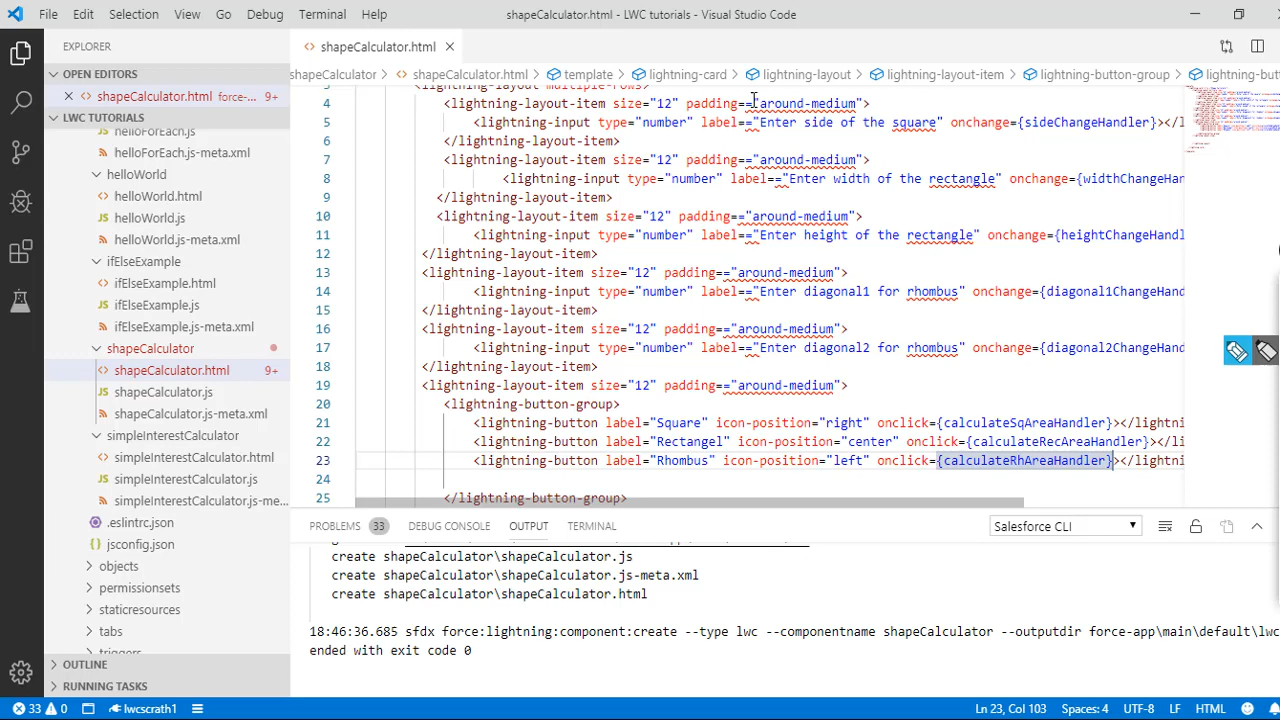 File Edit Selection View Go Debug Terminal Help
shapeCalculator.html - LWC tutorials - Visual Studio Code
EXPLORER
OPEN EDITORS
shapeCalculator.html force-... 9+
LWC TUTORIALS
helloForEach.js
helloForEach.js-meta.xml
helloWorld
helloWorld.html
helloWorld.js
helloWorld.js-meta.xml
ifElseExample
ifElseExample.html
ifElseExample.js
ifElseExample.js-meta.xml
shapeCalculator
shapeCalculator.html 9+
shapeCalculator.js
shapeCalculator.js-meta.xml
simpleInterestCalculator
simpleInterestCalculator.html
simpleInterestCalculator.js
simpleInterestCalculator.js-me...
.eslintrc.json
jsconfig.json
objects
permissionsets
staticresources
tabs
triggers
OUTLINE
RUNNING TASKS
shapeCalculator.html
shapeCalculator shapeCalculator.html template lightning-card lightning-layout lightning-layout-item lightning-button-group lightning-but
3 <lightning-layout multiple-rows>
4 <lightning-layout-item size="12" padding=="around-medium">
5 <lightning-input type="number" label=="Enter side of the square" onchange={sideChangeHandler}></l
6 </lightning-layout-item>
7 <lightning-layout-item size="12" padding=="around-medium">
8 <lightning-input type="number" label=="Enter width of the rectangle" onchange={widthChangeHan
9 </lightning-layout-item>
10 <lightning-layout-item size="12" padding=="around-medium">
11 <lightning-input type="number" label=="Enter height of the rectangle" onchange={heightChangeHandl
12 </lightning-layout-item>
13 <lightning-layout-item size="12" padding=="around-medium">
14 <lightning-input type="number" label=="Enter diagonal1 for rhombus" onchange={diagonal1ChangeHand
15 </lightning-layout-item>
16 <lightning-layout-item size="12" padding=="around-medium">
17 <lightning-input type="number" label=="Enter diagonal2 for rhombus" onchange={diagonal2ChangeHand
18 </lightning-layout-item>
19 <lightning-layout-item size="12" padding=="around-medium">
20 <lightning-button-group>
21 <lightning-button label="Square" icon-position="right" onclick={calculateSqAreaHandler}></lightni
22 <lightning-button label="Rectangel" icon-position="center" onclick={calculateRecAreaHandler}></li
23 <lightning-button label="Rhombus" icon-position="left" onclick={calculateRhAreaHandler}></lightni
24
25 </lightning-button-group>
PROBLEMS 33 DEBUG CONSOLE OUTPUT TERMINAL Salesforce CLI
create shapeCalculator\shapeCalculator.js
create shapeCalculator\shapeCalculator.js-meta.xml
create shapeCalculator\shapeCalculator.html
18:46:36.685 sfdx force:lightning:component:create --type lwc --componentname shapeCalculator --outputdir force-app\main\default\lwc
ended with exit code 0
33 0 lwcscrath1 Ln 23, Col 103 Spaces: 4 UTF-8 LF HTML